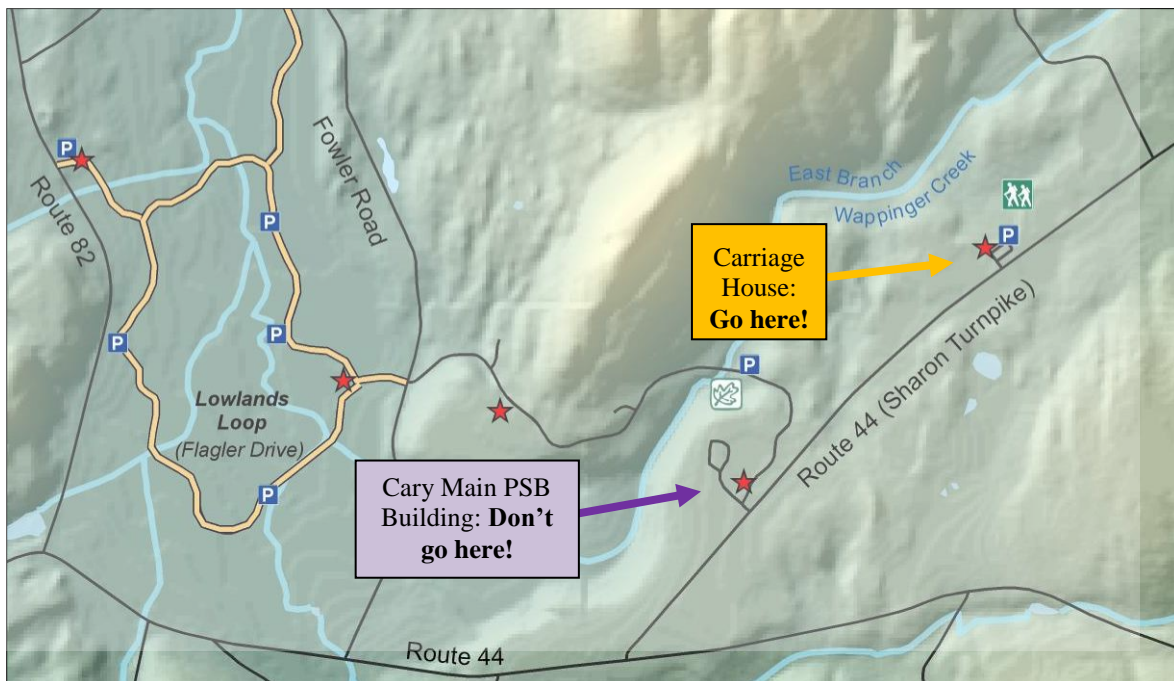 P
Route 82
Fowler Road
P
East Branch
Wappinger Creek
P
Carriage
House:
Go here!
P
P
P
Lowlands
Loop
(Flagler Drive)
Route 44 (Sharon Turnpike)
Cary Main PSB
Building: Don't
go here!
P
Route 44